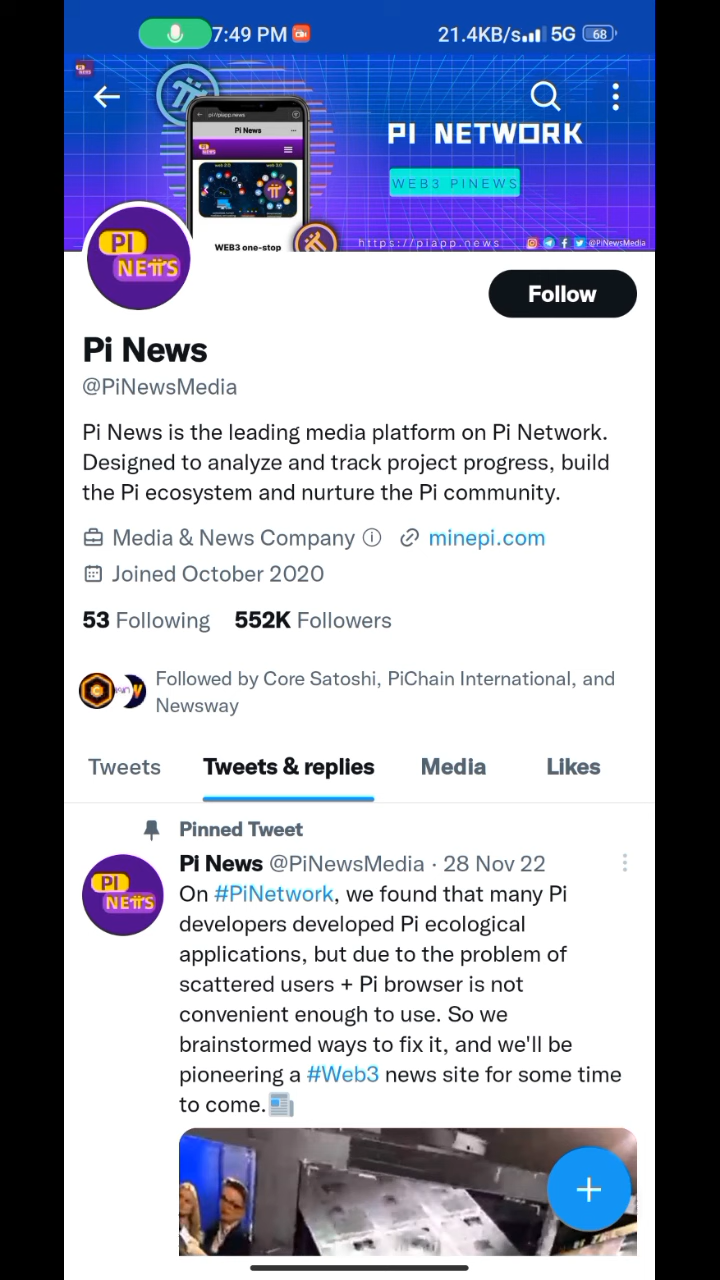 7:49 PM
21.4KB/s
5G
68
PI NETWORK
WEB3 PINEWS
https://piapp.news
@PiNewsMedia
Pi News
WEB3 one-stop
PI
NEWS
Follow
Pi News
@PiNewsMedia
Pi News is the leading media platform on Pi Network.
Designed to analyze and track project progress, build
the Pi ecosystem and nurture the Pi community.
Media & News Company
minepi.com
Joined October 2020
53 Following 552K Followers
Followed by Core Satoshi, PiChain International, and
Newsway
Tweets
Tweets & replies
Media
Likes
Pinned Tweet
Pi News @PiNewsMedia · 28 Nov 22
On #PiNetwork, we found that many Pi
developers developed Pi ecological
applications, but due to the problem of
scattered users + Pi browser is not
convenient enough to use. So we
brainstormed ways to fix it, and we'll be
pioneering a #Web3 news site for some time
to come.
PI
NEWS